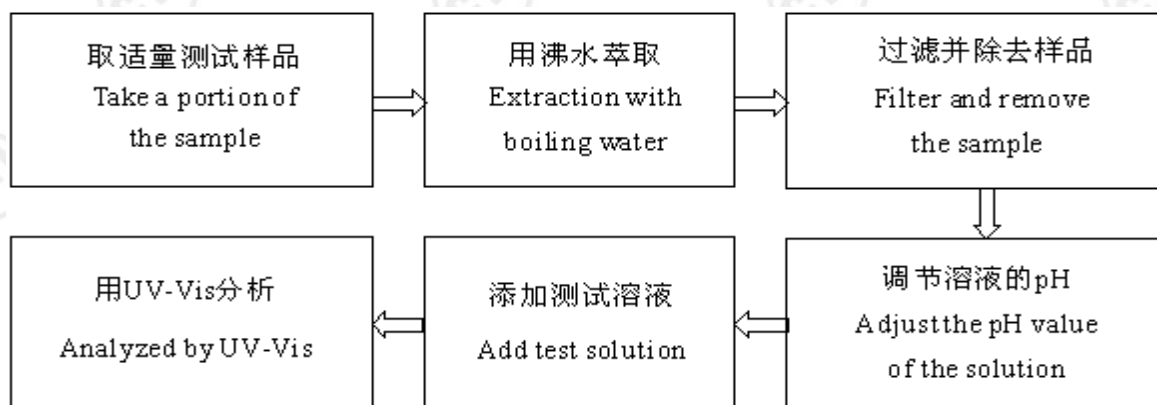 取适量测试样品
Take a portion of
the sample
用沸水萃取
Extraction with
boiling water
过滤并除去样品
Filter and remove
the sample
调节溶液的pH
Adjust the pH value
of the solution
添加测试溶液
Add test solution
用UV-Vis分析
Analyzed by UV-Vis